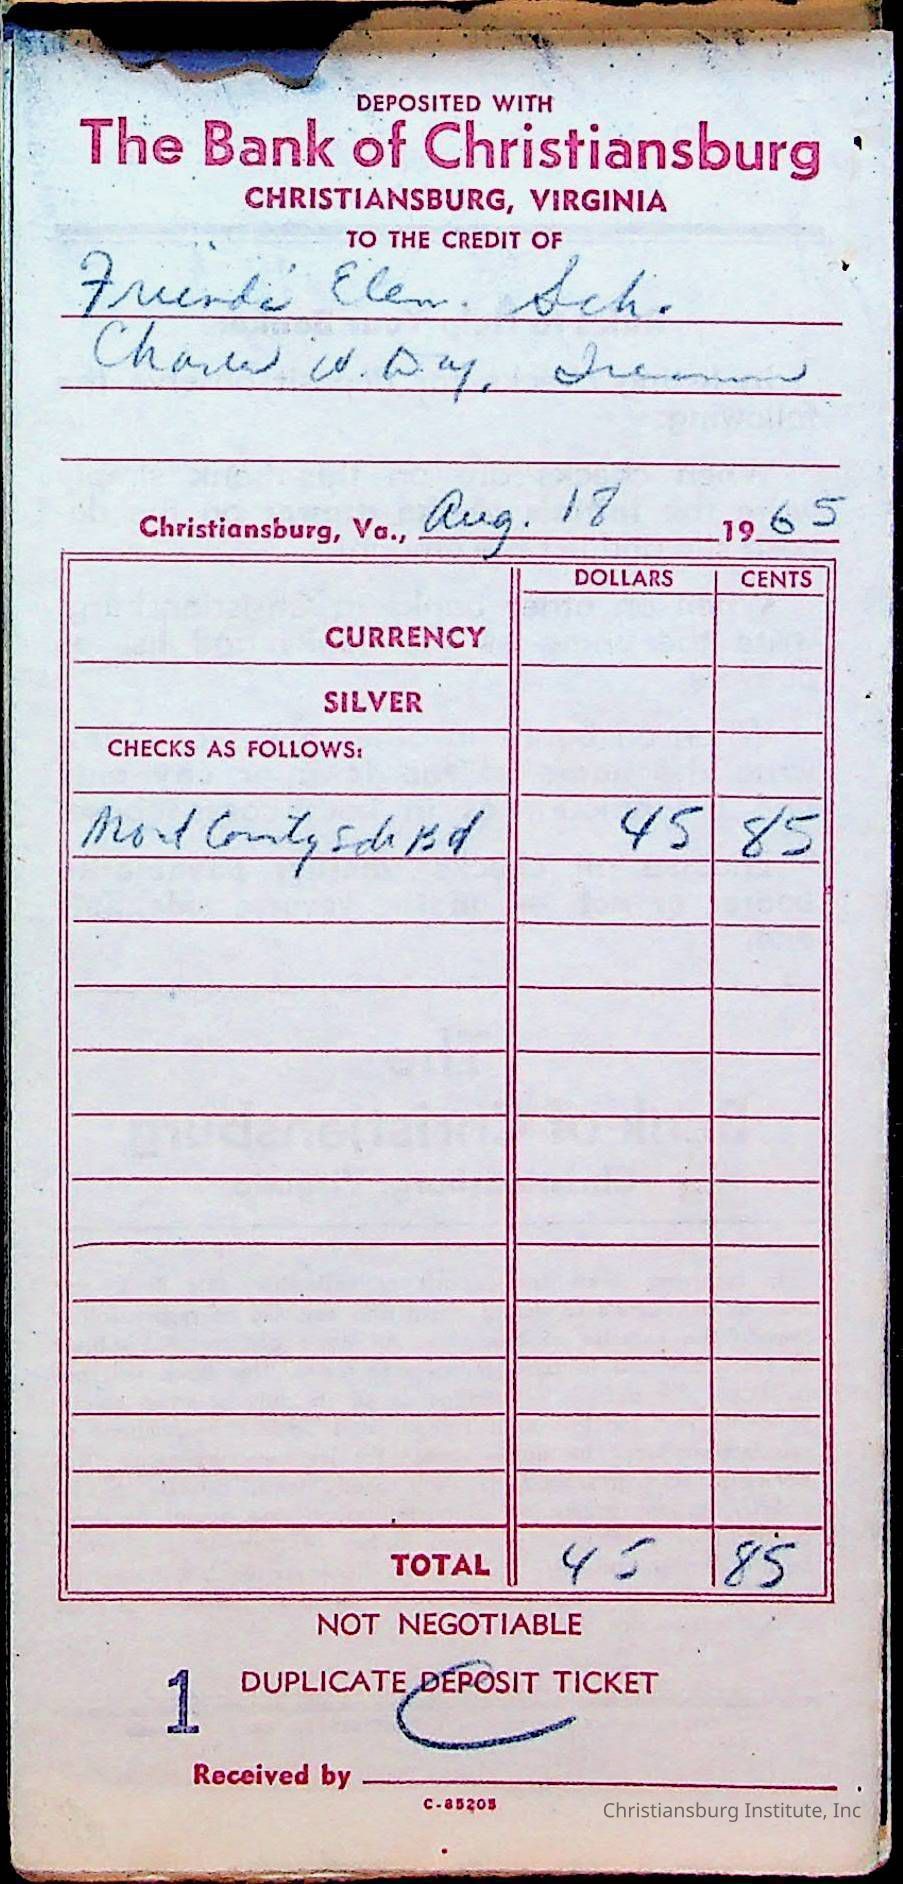 DEPOSITED WITH
The Bank of Christiansburg
CHRISTIANSBURG, VIRGINIA
TO THE CREDIT OF
Friends Elem. Sch.
Charles W. Day, Treasurer
Christiansburg, Va., Aug. 18 1965
DOLLARS CENTS
CURRENCY
SILVER
CHECKS AS FOLLOWS:
Mont County Sch Bd 45 85
TOTAL 45 85
NOT NEGOTIABLE
1 DUPLICATE DEPOSIT TICKET
Received by
C-85205
Christiansburg Institute, Inc